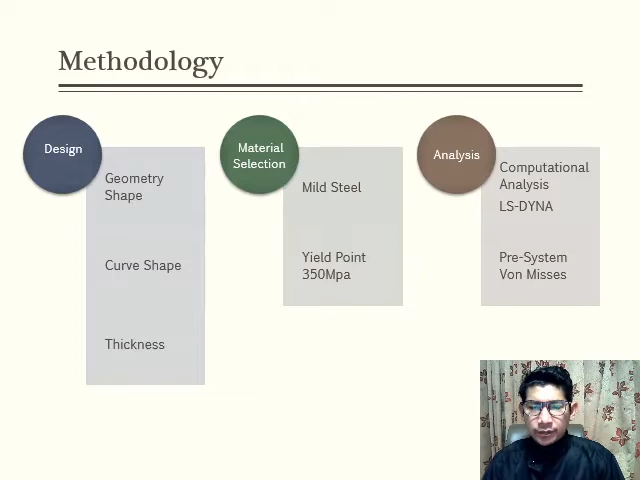 Methodology
Design
Geometry
Shape
Curve Shape
Thickness
Material
Selection
Mild Steel
Yield Point
350Mpa
Analysis
Computational
Analysis
LS-DYNA
Pre-System
Von Misses